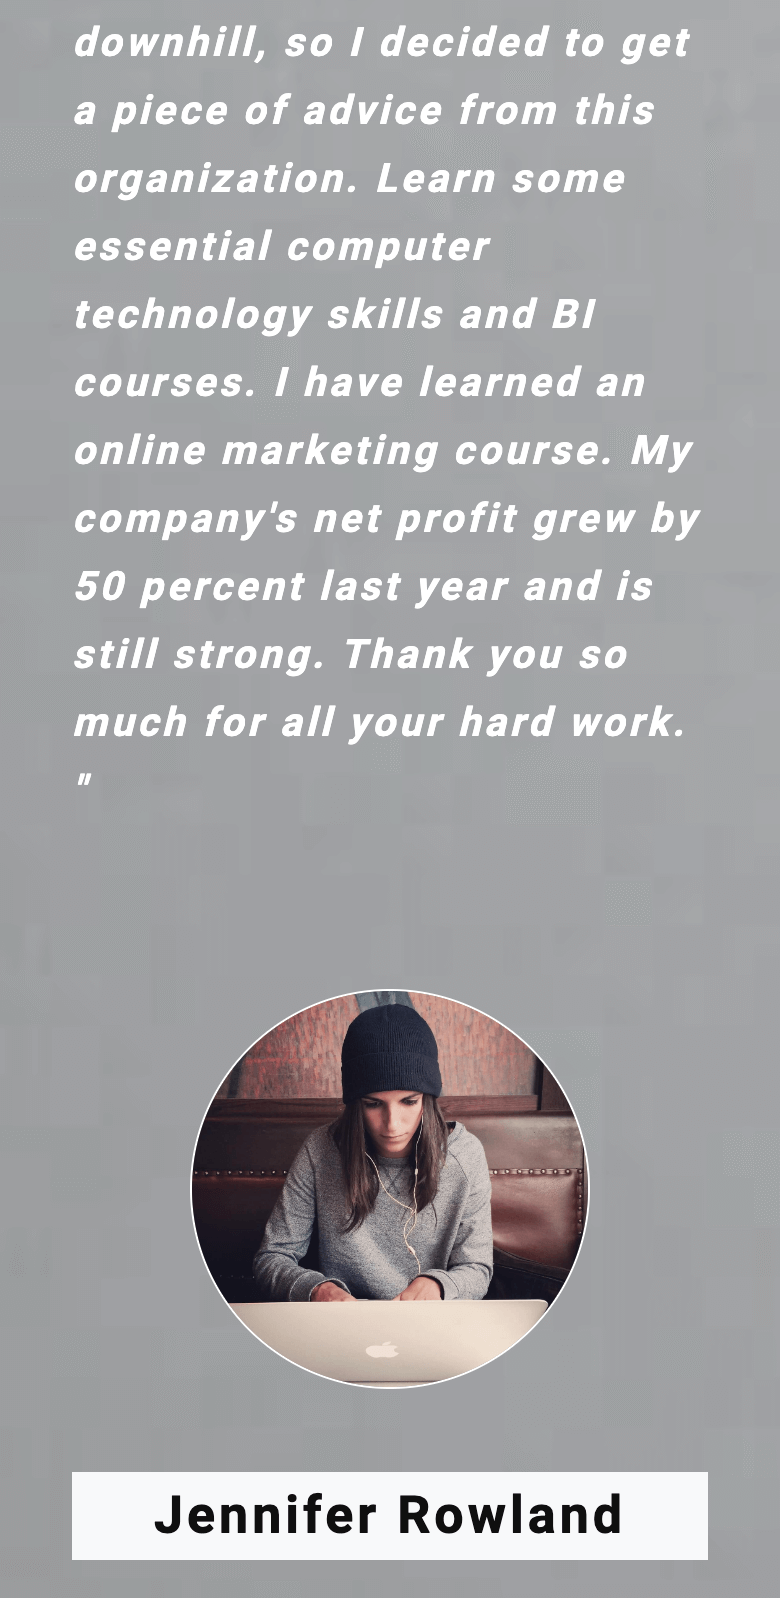 downhill, so I decided to get
a piece of advice from this
organization. Learn some
essential computer
technology skills and BI
courses. I have learned an
online marketing course. My
company's net profit grew by
50 percent last year and is
still strong. Thank you so
much for all your hard work.
"
Jennifer Rowland